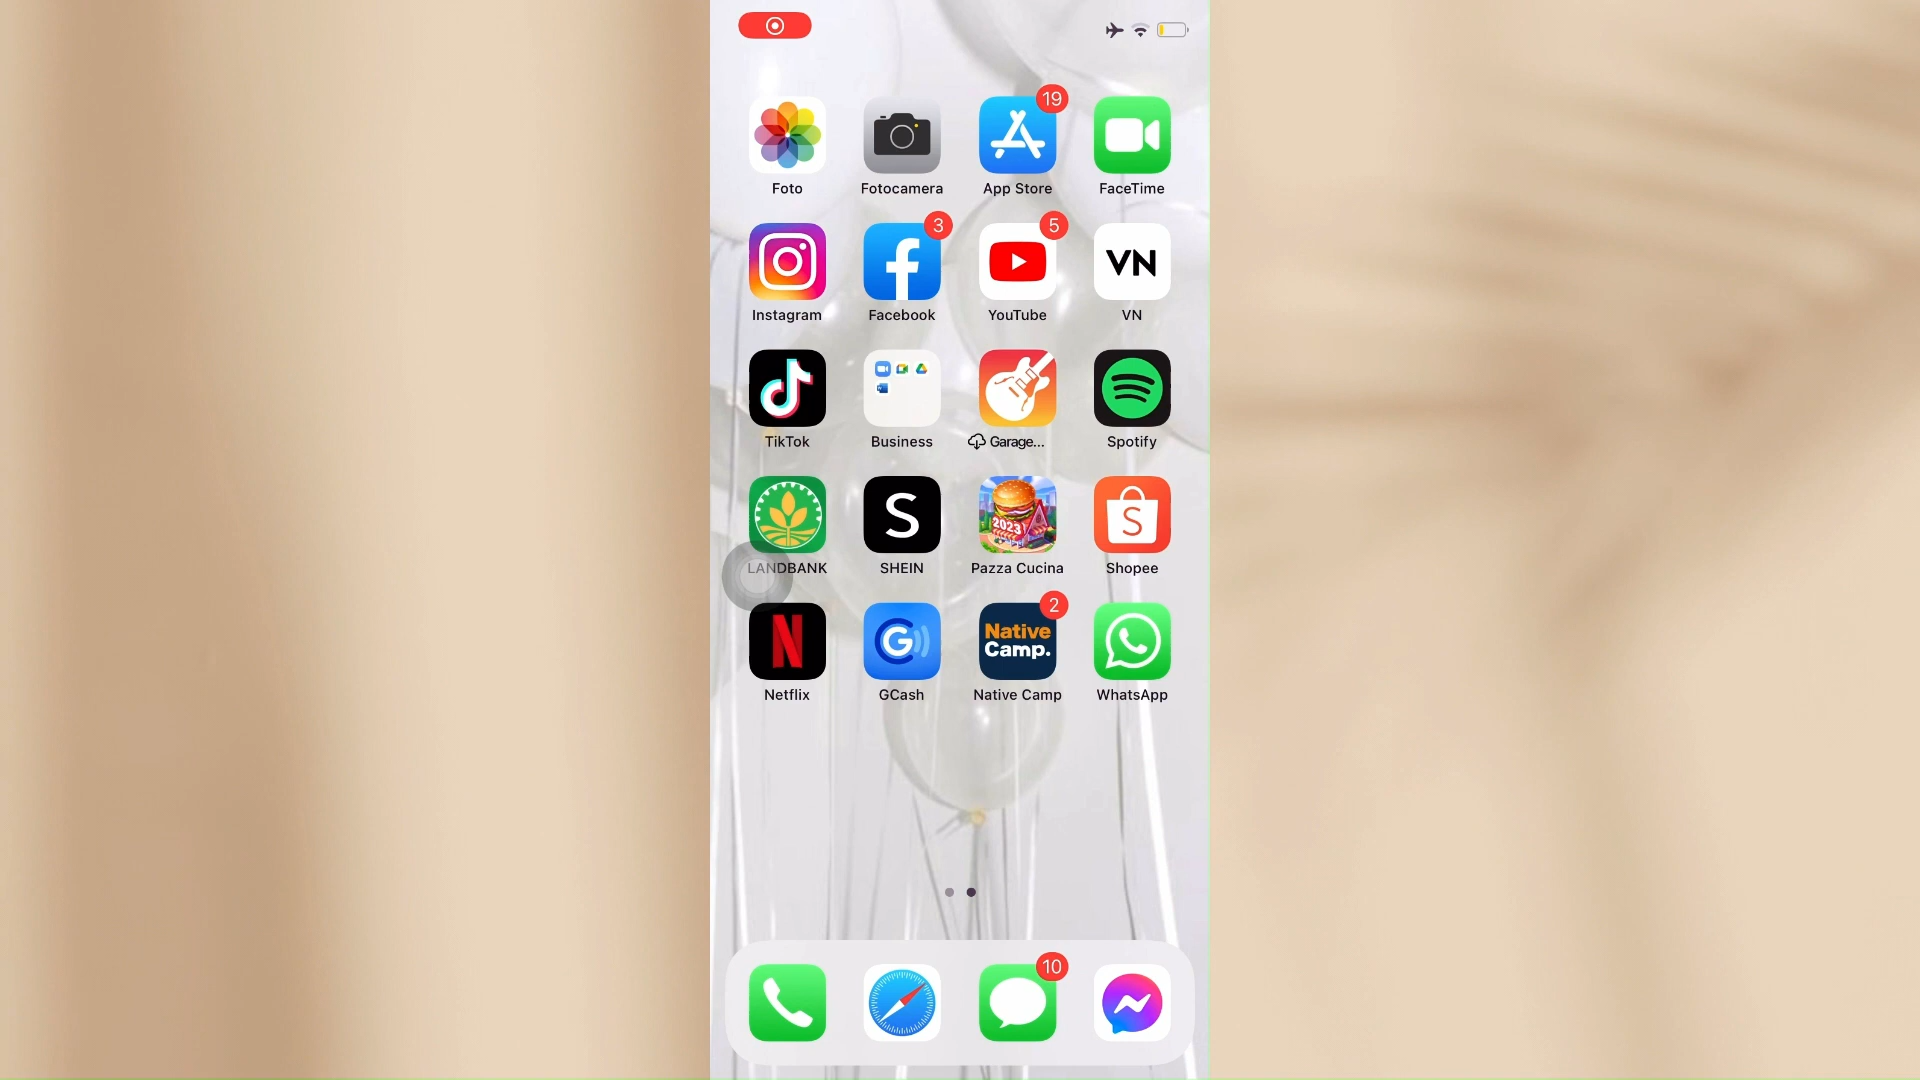 19
Foto Fotocamera App Store FaceTime
3 5
VN
Instagram Facebook YouTube VN
TikTok Business Garage... Spotify
S 2023 S
LANDBANK SHEIN Pazza Cucina Shopee
2
N G Native
Camp.
Netflix GCash Native Camp WhatsApp
10